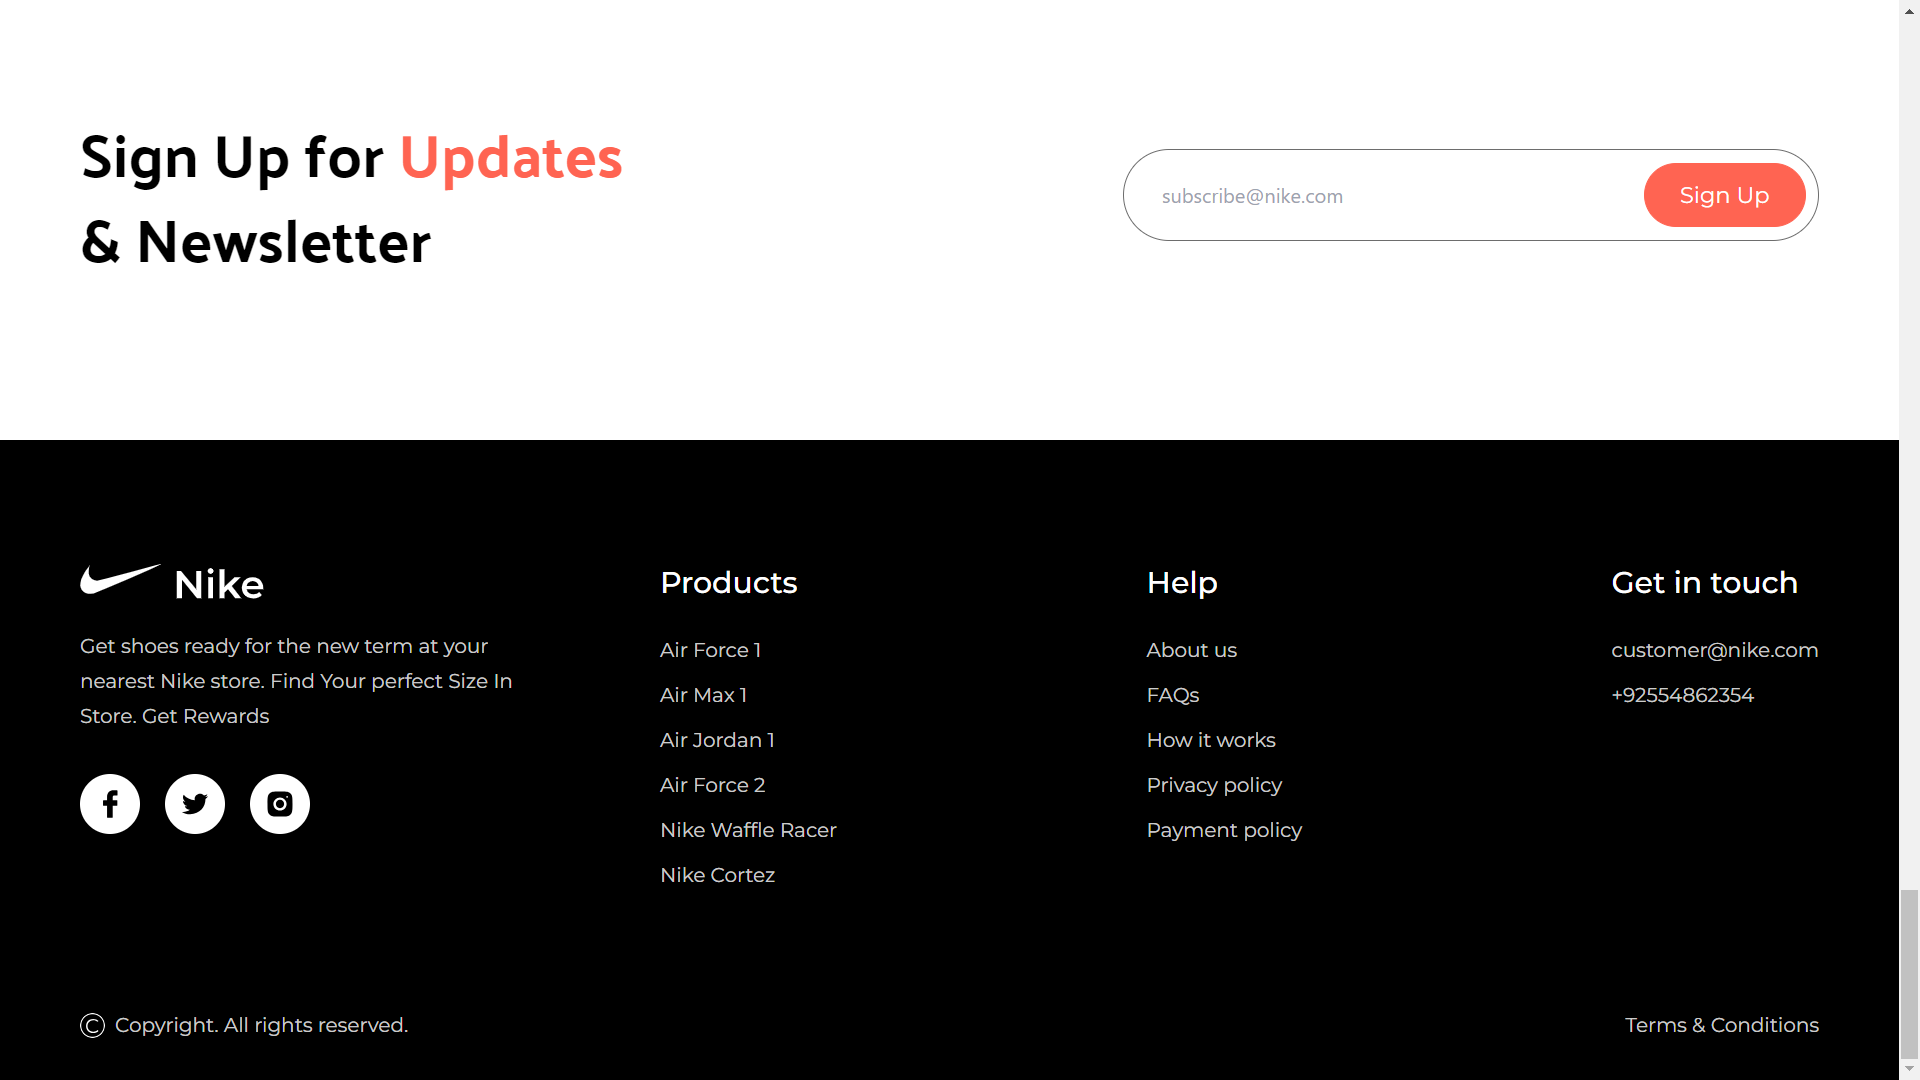 Sign Up for Updates
& Newsletter
subscribe@nike.com
Sign Up
Nike
Get shoes ready for the new term at your
nearest Nike store. Find Your perfect Size In
Store. Get Rewards
Products
Air Force 1
Air Max 1
Air Jordan 1
Air Force 2
Nike Waffle Racer
Nike Cortez
Help
About us
FAQs
How it works
Privacy policy
Payment policy
Get in touch
customer@nike.com
+92554862354
© Copyright. All rights reserved.
Terms & Conditions